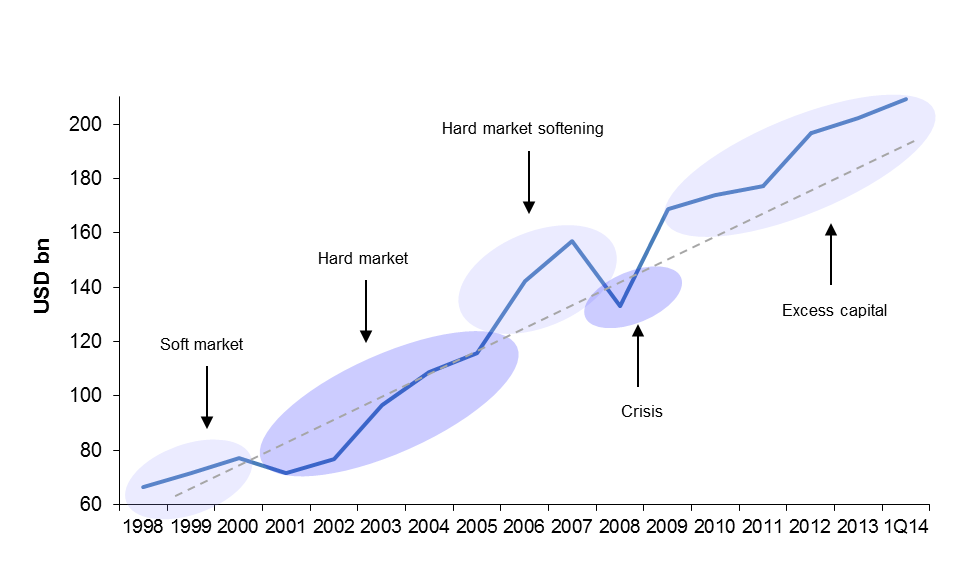 Hard market softening
200
180
160
140
120
100
80
60
USD bn
Hard market
Soft market
Excess capital
Crisis
1998 1999 2000 2001 2002 2003 2004 2005 2006 2007 2008 2009 2010 2011 2012 2013 1Q14